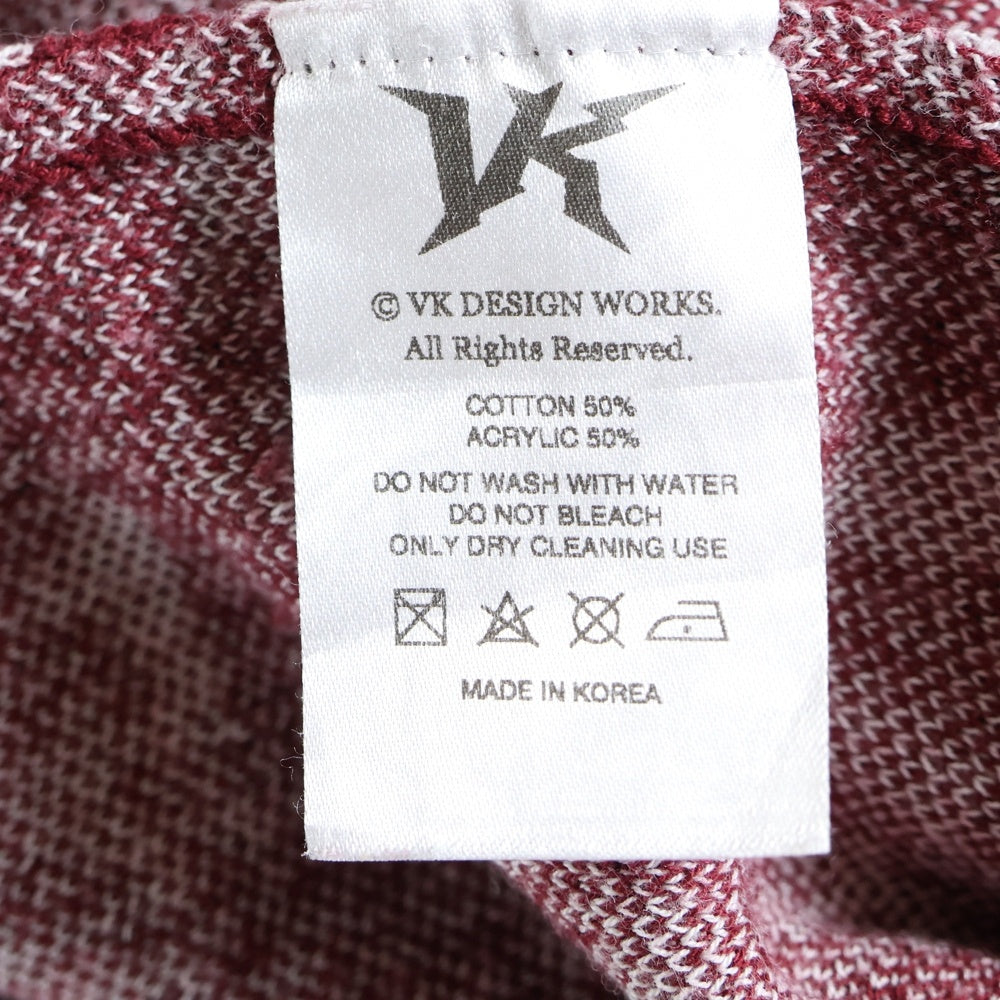 VK
© VK DESIGN WORKS.
All Rights Reserved.
COTTON 50%
ACRYLIC 50%
DO NOT WASH WITH WATER
DO NOT BLEACH
ONLY DRY CLEANING USE
MADE IN KOREA